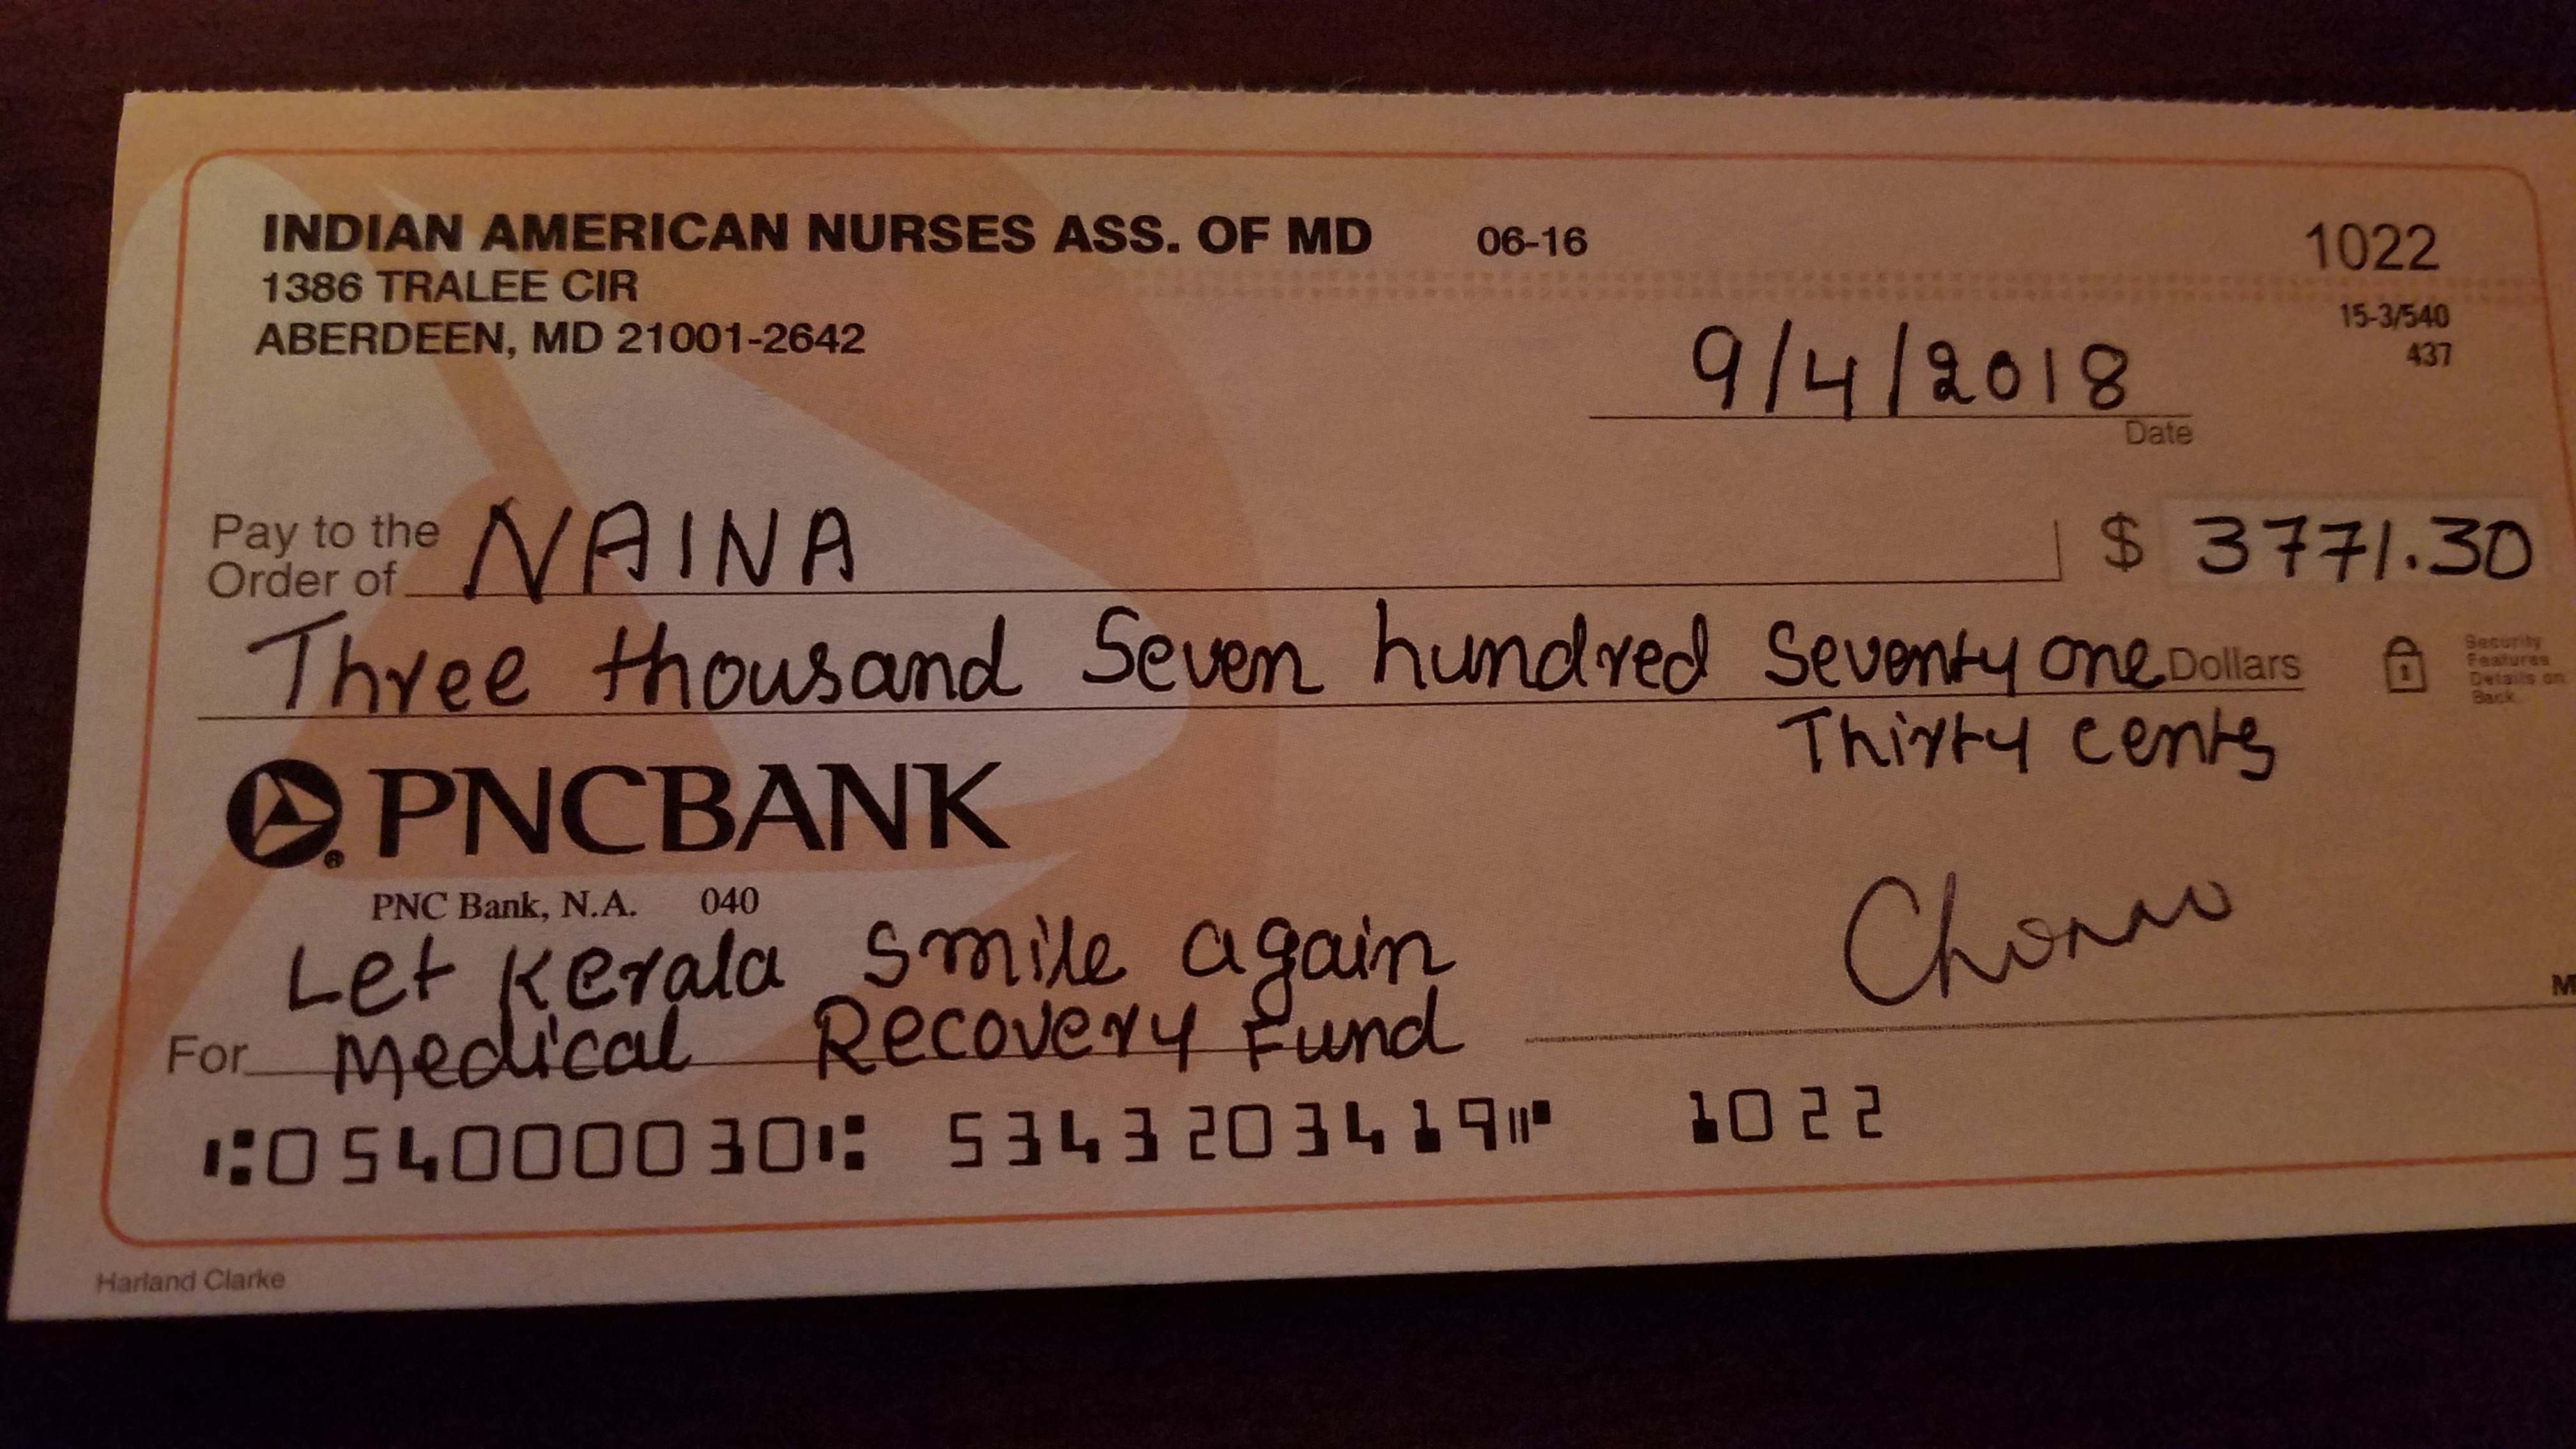 INDIAN AMERICAN NURSES ASS. OF MD 06-16 1022
1386 TRALEE CIR 15-3/540
ABERDEEN, MD 21001-2642 437
9/4/2018
Date
Pay to the
Order of NAINA $ 3771.30
Three thousand Seven hundred Seventy one Dollars
Security
Features
Details on
Back.
Thirty cents
PNCBANK
PNC Bank, N.A. 040
Let Kerala smile again
For Medical Recovery Fund
⑆054000030⑆ 5343203419⑈ 1022
Harland Clarke